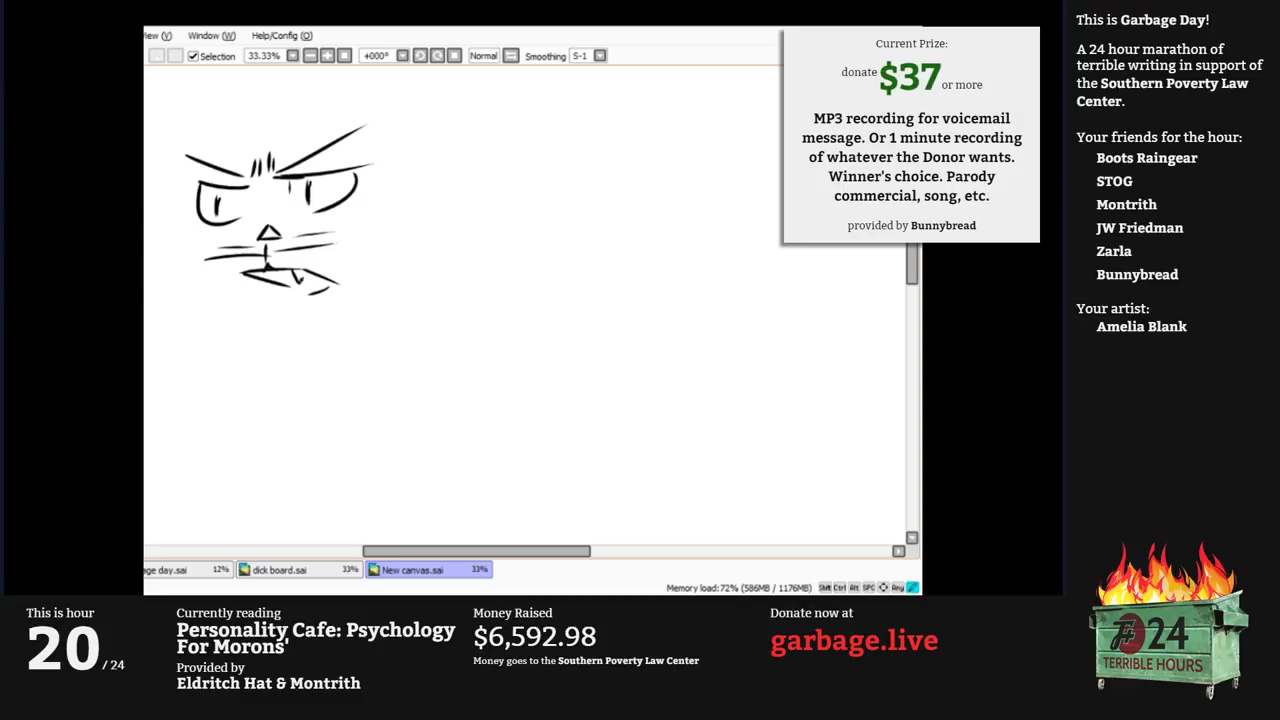 iew (V) Window (W) Help/Config (O)
Selection 33.33% +000° Normal Smoothing S-1
Current Prize:
donate $37 or more
MP3 recording for voicemail
message. Or 1 minute recording
of whatever the Donor wants.
Winner's choice. Parody
commercial, song, etc.
provided by Bunnybread
This is Garbage Day!
A 24 hour marathon of
terrible writing in support of
the Southern Poverty Law
Center.
Your friends for the hour:
Boots Raingear
STOG
Montrith
JW Friedman
Zarla
Bunnybread
Your artist:
Amelia Blank
age day.sai 12% dick board.sai 33% New canvas.sai 33%
Memory load: 72% (586MB / 1176MB) Shft Ctrl Alt SPC Any
This is hour
20 / 24
Currently reading
Personality Cafe: Psychology
For Morons'
Provided by
Eldritch Hat & Montrith
Money Raised
$6,592.98
Money goes to the Southern Poverty Law Center
Donate now at
garbage.live
24
TERRIBLE HOURS